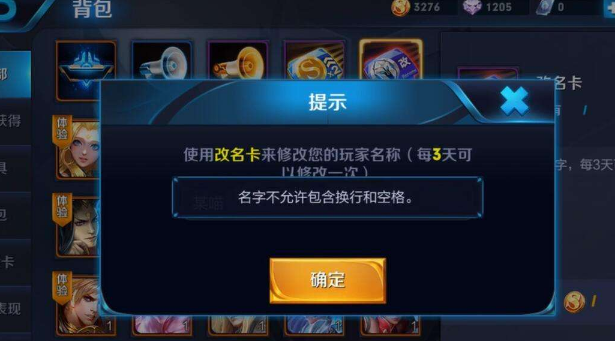 背包
3276
1205
0
部
获得
具
包
卡
表现
体验
体验
体验
改
改名卡
有
字，每3天
提示
使用改名卡来修改您的玩家名称（每3天可
以修改一次）
名字不允许包含换行和空格。
确定
1
1
1
1
1